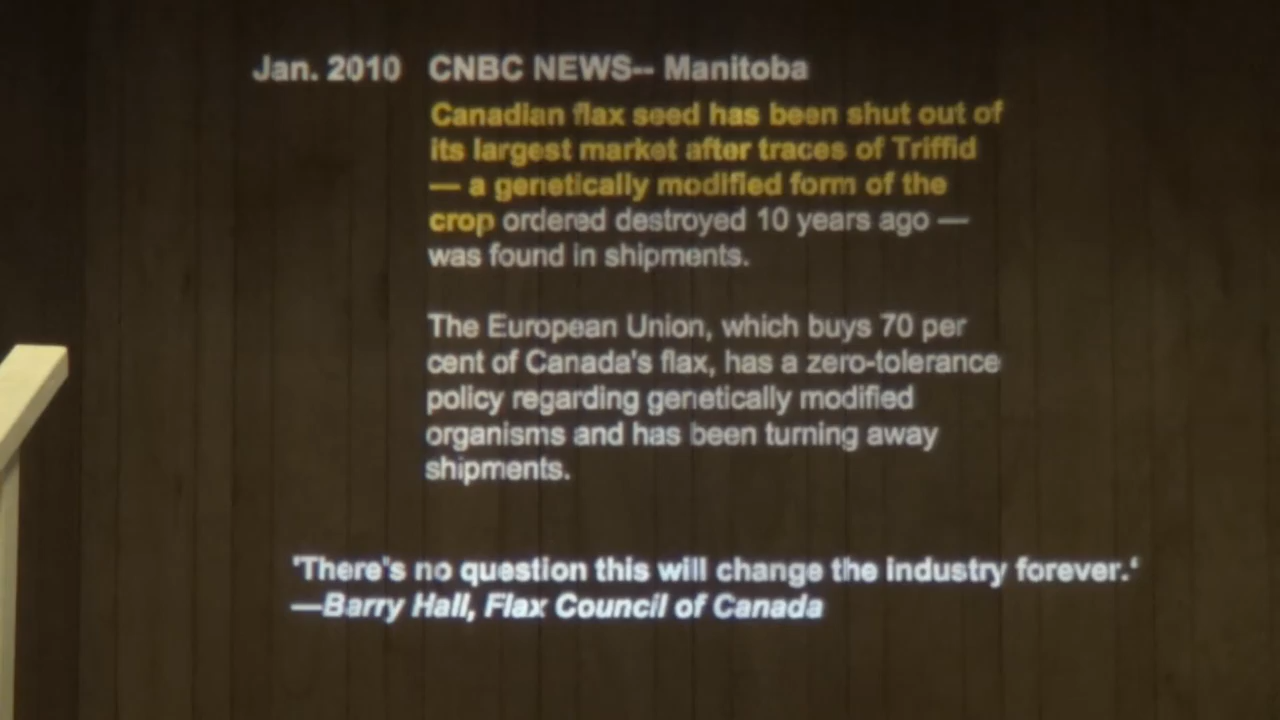 Jan. 2010 CNBC NEWS-- Manitoba
Canadian flax seed has been shut out of
its largest market after traces of Triffid
— a genetically modified form of the
crop ordered destroyed 10 years ago —
was found in shipments.
The European Union, which buys 70 per
cent of Canada's flax, has a zero-tolerance
policy regarding genetically modified
organisms and has been turning away
shipments.
'There's no question this will change the industry forever.‘
—Barry Hall, Flax Council of Canada